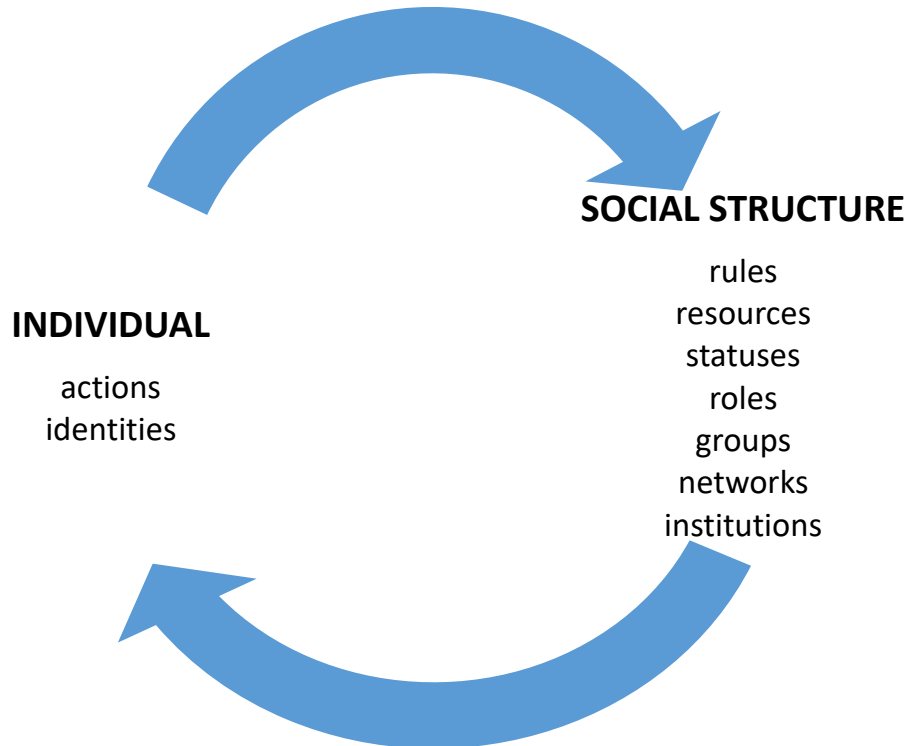 INDIVIDUAL
actions
identities
SOCIAL STRUCTURE
rules
resources
statuses
roles
groups
networks
institutions